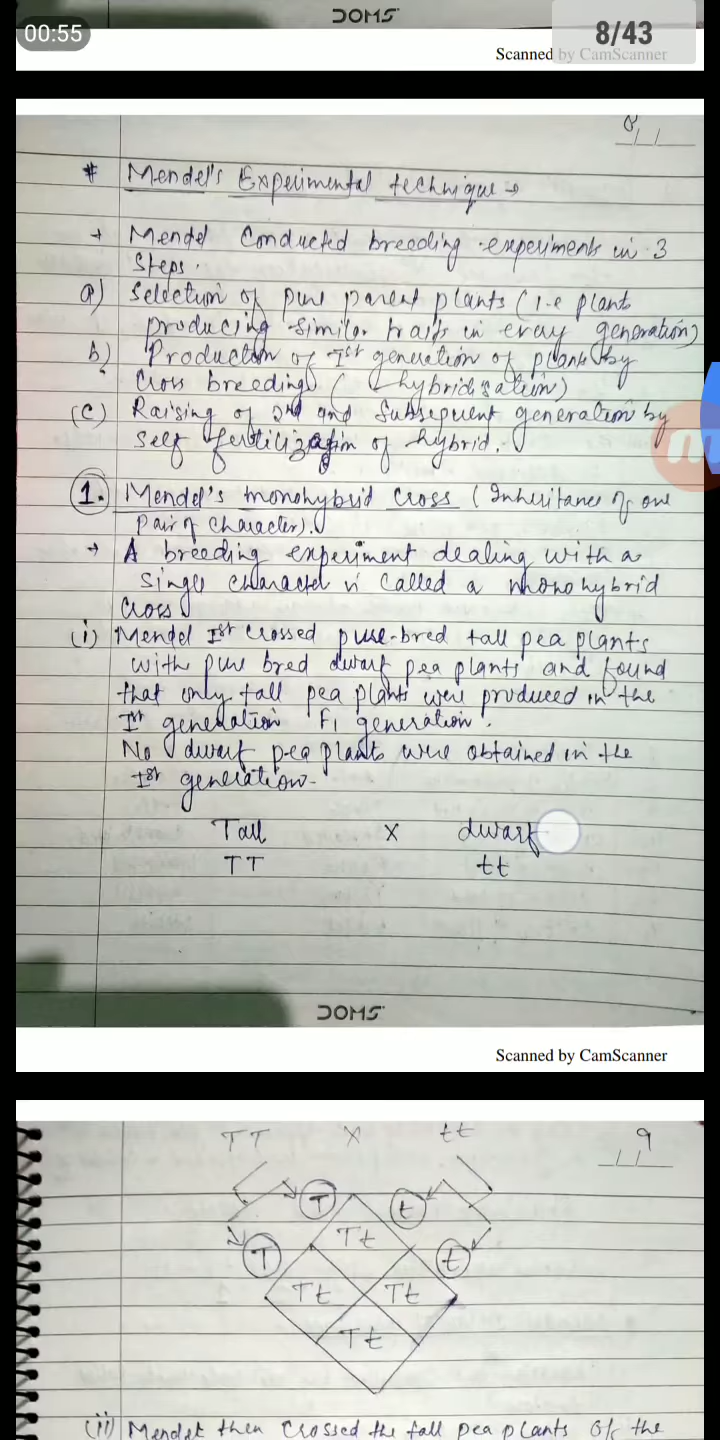 DOMS
00:55
8/43
Scanned by CamScanner
8
* Mendel's Experimental technique →
→ Mendel Conducted breeding experiments in 3
Steps.
a) Selection of pure parent plants (i.e plant
producing similar traits in every generation)
b) Production of Ist generation of plants by
Cross breeding (hybridisation)
(C) Raising of 2nd and Subsequent generation by
Self fertilization of hybrid.
1. Mendel's monohybrid cross (Inheritance of one
Pair of character).
→ A breeding experiment dealing with a
Single character is called a monohybrid
Cross
(i) Mendel Ist crossed pure-bred tall pea plants
with pure bred dwarf pea plants and found
that only tall pea plants were produced in the
Ist generation F1 generation.
No dwarf pea plants were obtained in the
Ist generation.
Tall X dwarf
TT tt
DOMS
Scanned by CamScanner
TT X tt
9
T t
Tt
T t
Tt Tt
Tt
(ii) Mendel then crossed the tall pea plants of the